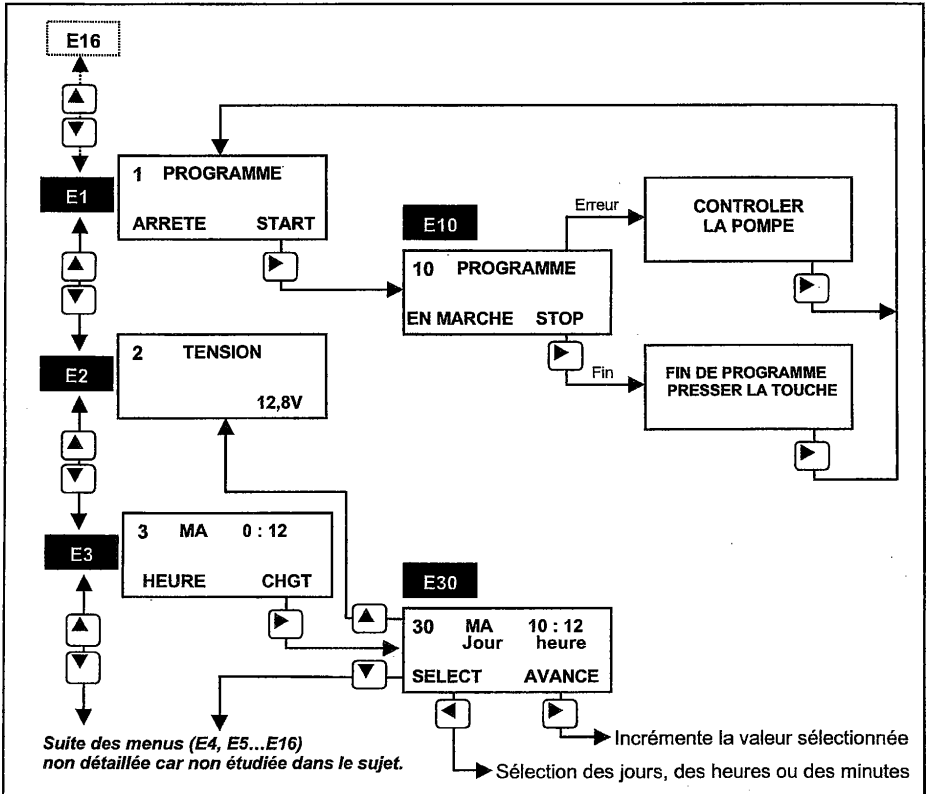 E16
E1
1 PROGRAMME
ARRETE START
E10
Erreur
CONTROLER
LA POMPE
10 PROGRAMME
EN MARCHE STOP
Fin
FIN DE PROGRAMME
PRESSER LA TOUCHE
E2
2 TENSION
12,8V
E3
3 MA 0 : 12
HEURE CHGT
E30
30 MA 10 : 12
Jour heure
SELECT AVANCE
Incrémente la valeur sélectionnée
Sélection des jours, des heures ou des minutes
Suite des menus (E4, E5...E16)
non détaillée car non étudiée dans le sujet.